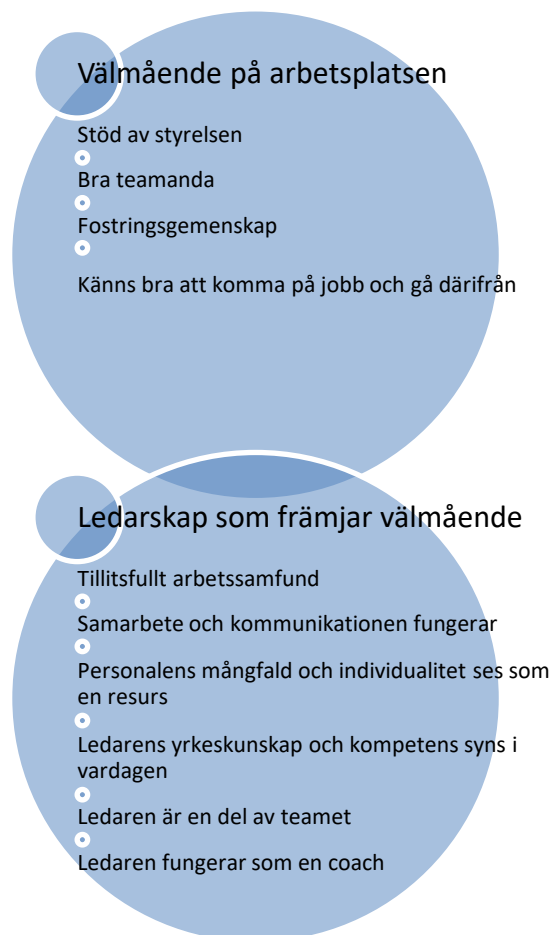 Välmående på arbetsplatsen
Stöd av styrelsen
Bra teamanda
Fostringsgemenskap
Känns bra att komma på jobb och gå därifrån
Ledarskap som främjar välmående
Tillitsfullt arbetssamfund
Samarbete och kommunikationen fungerar
Personalens mångfald och individualitet ses som
en resurs
Ledarens yrkeskunskap och kompetens syns i
vardagen
Ledaren är en del av teamet
Ledaren fungerar som en coach